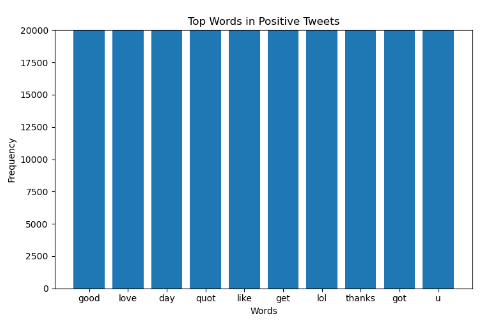 Top Words in Positive Tweets
20000
17500
15000
12500
10000
7500
5000
2500
0
Frequency
good love day quot like get lol thanks got u
Words